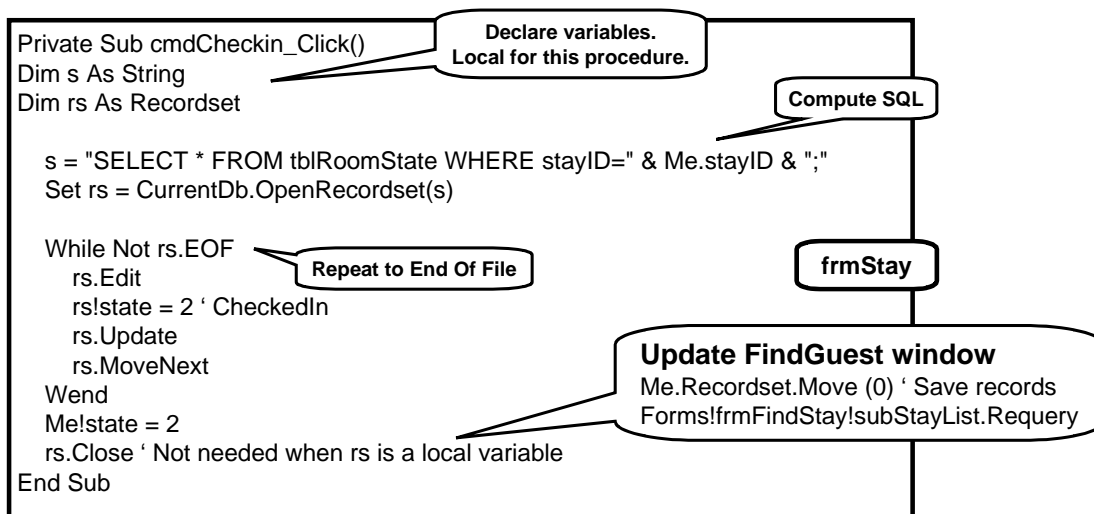 Private Sub cmdCheckin_Click()
Dim s As String
Dim rs As Recordset
Declare variables.
Local for this procedure.
Compute SQL
s = "SELECT * FROM tblRoomState WHERE stayID=" & Me.stayID & ";"
Set rs = CurrentDb.OpenRecordset(s)
While Not rs.EOF
Repeat to End Of File
frmStay
rs.Edit
rs!state = 2 ‘ CheckedIn
rs.Update
rs.MoveNext
Wend
Me!state = 2
rs.Close ‘ Not needed when rs is a local variable
End Sub
Update FindGuest window
Me.Recordset.Move (0) ‘ Save records
Forms!frmFindStay!subStayList.Requery